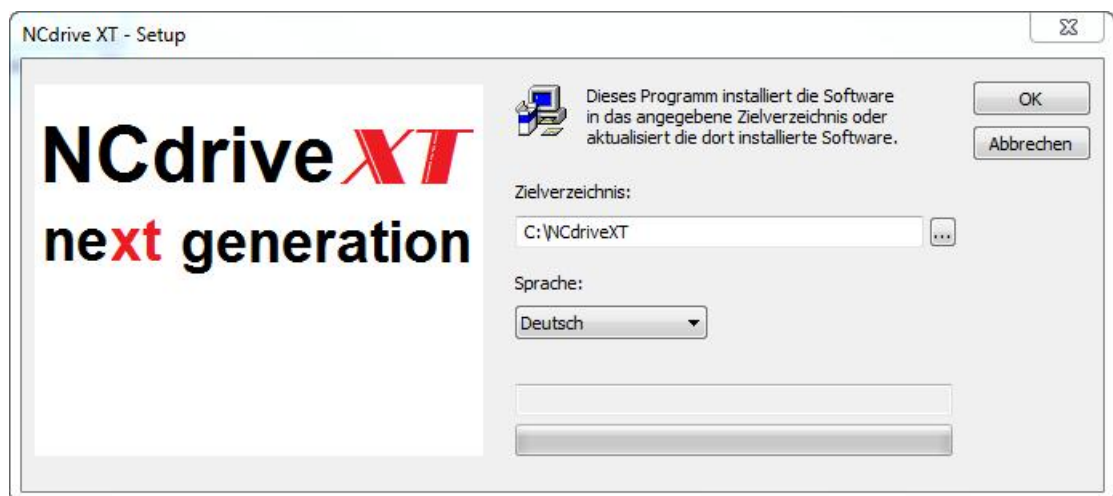 NCdrive XT - Setup
NCdrive XT
next generation
Dieses Programm installiert die Software
in das angegebene Zielverzeichnis oder
aktualisiert die dort installierte Software.
OK
Abbrechen
Zielverzeichnis:
C:\NCdriveXT
...
Sprache:
Deutsch